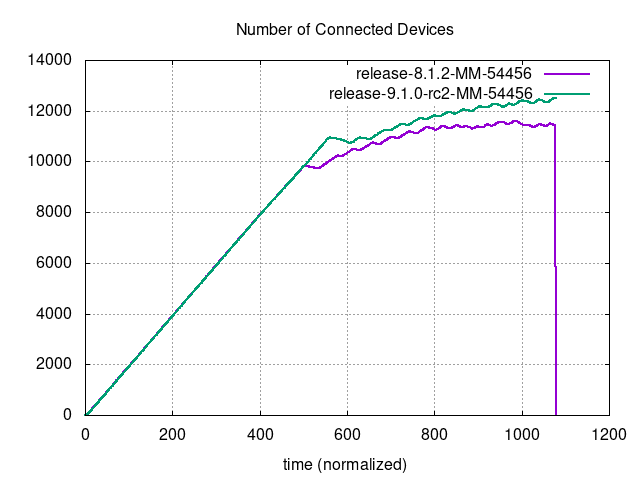 Number of Connected Devices
release-8.1.2-MM-54456
release-9.1.0-rc2-MM-54456
14000
12000
10000
8000
6000
4000
2000
0
0 200 400 600 800 1000 1200
time (normalized)